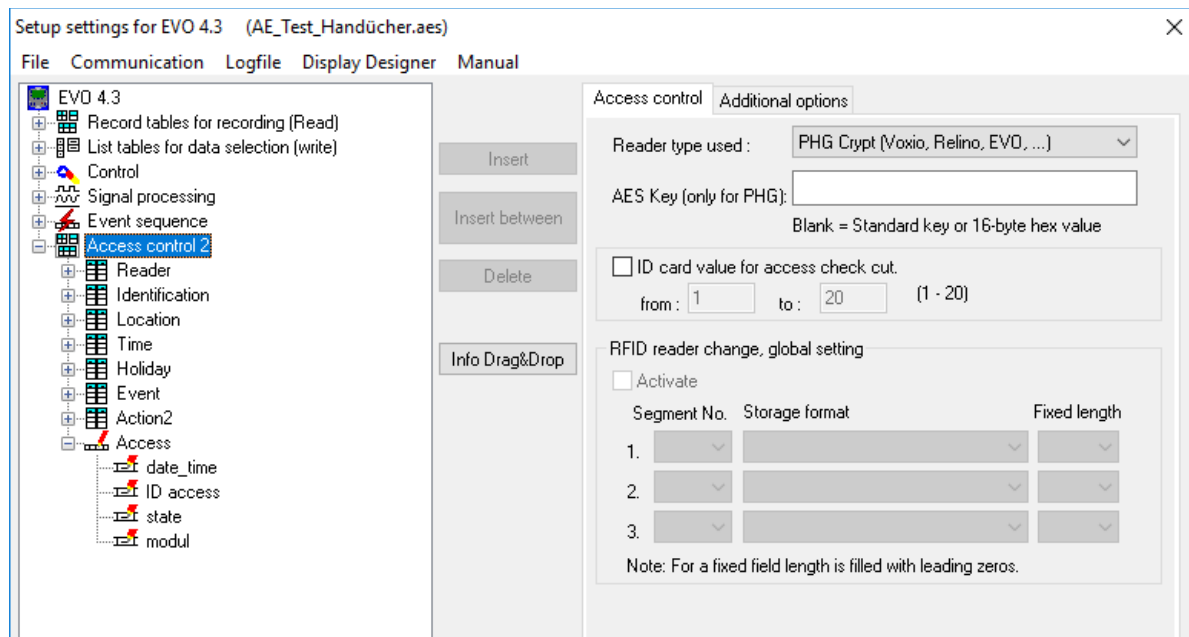 Setup settings for EVO 4.3 (AE_Test_Handücher.aes)
File Communication Logfile Display Designer Manual
EVO 4.3
Record tables for recording (Read)
List tables for data selection (write)
Control
Signal processing
Event sequence
Access control 2
Reader
Identification
Location
Time
Holiday
Event
Action2
Access
date_time
ID access
state
modul
Insert
Insert between
Delete
Info Drag&Drop
Access control Additional options
Reader type used : PHG Crypt (Voxio, Relino, EVO, ...)
AES Key (only for PHG):
Blank = Standard key or 16-byte hex value
ID card value for access check cut.
from : 1 to : 20 (1 - 20)
RFID reader change, global setting
Activate
Segment No. Storage format Fixed length
1.
2.
3.
Note: For a fixed field length is filled with leading zeros.